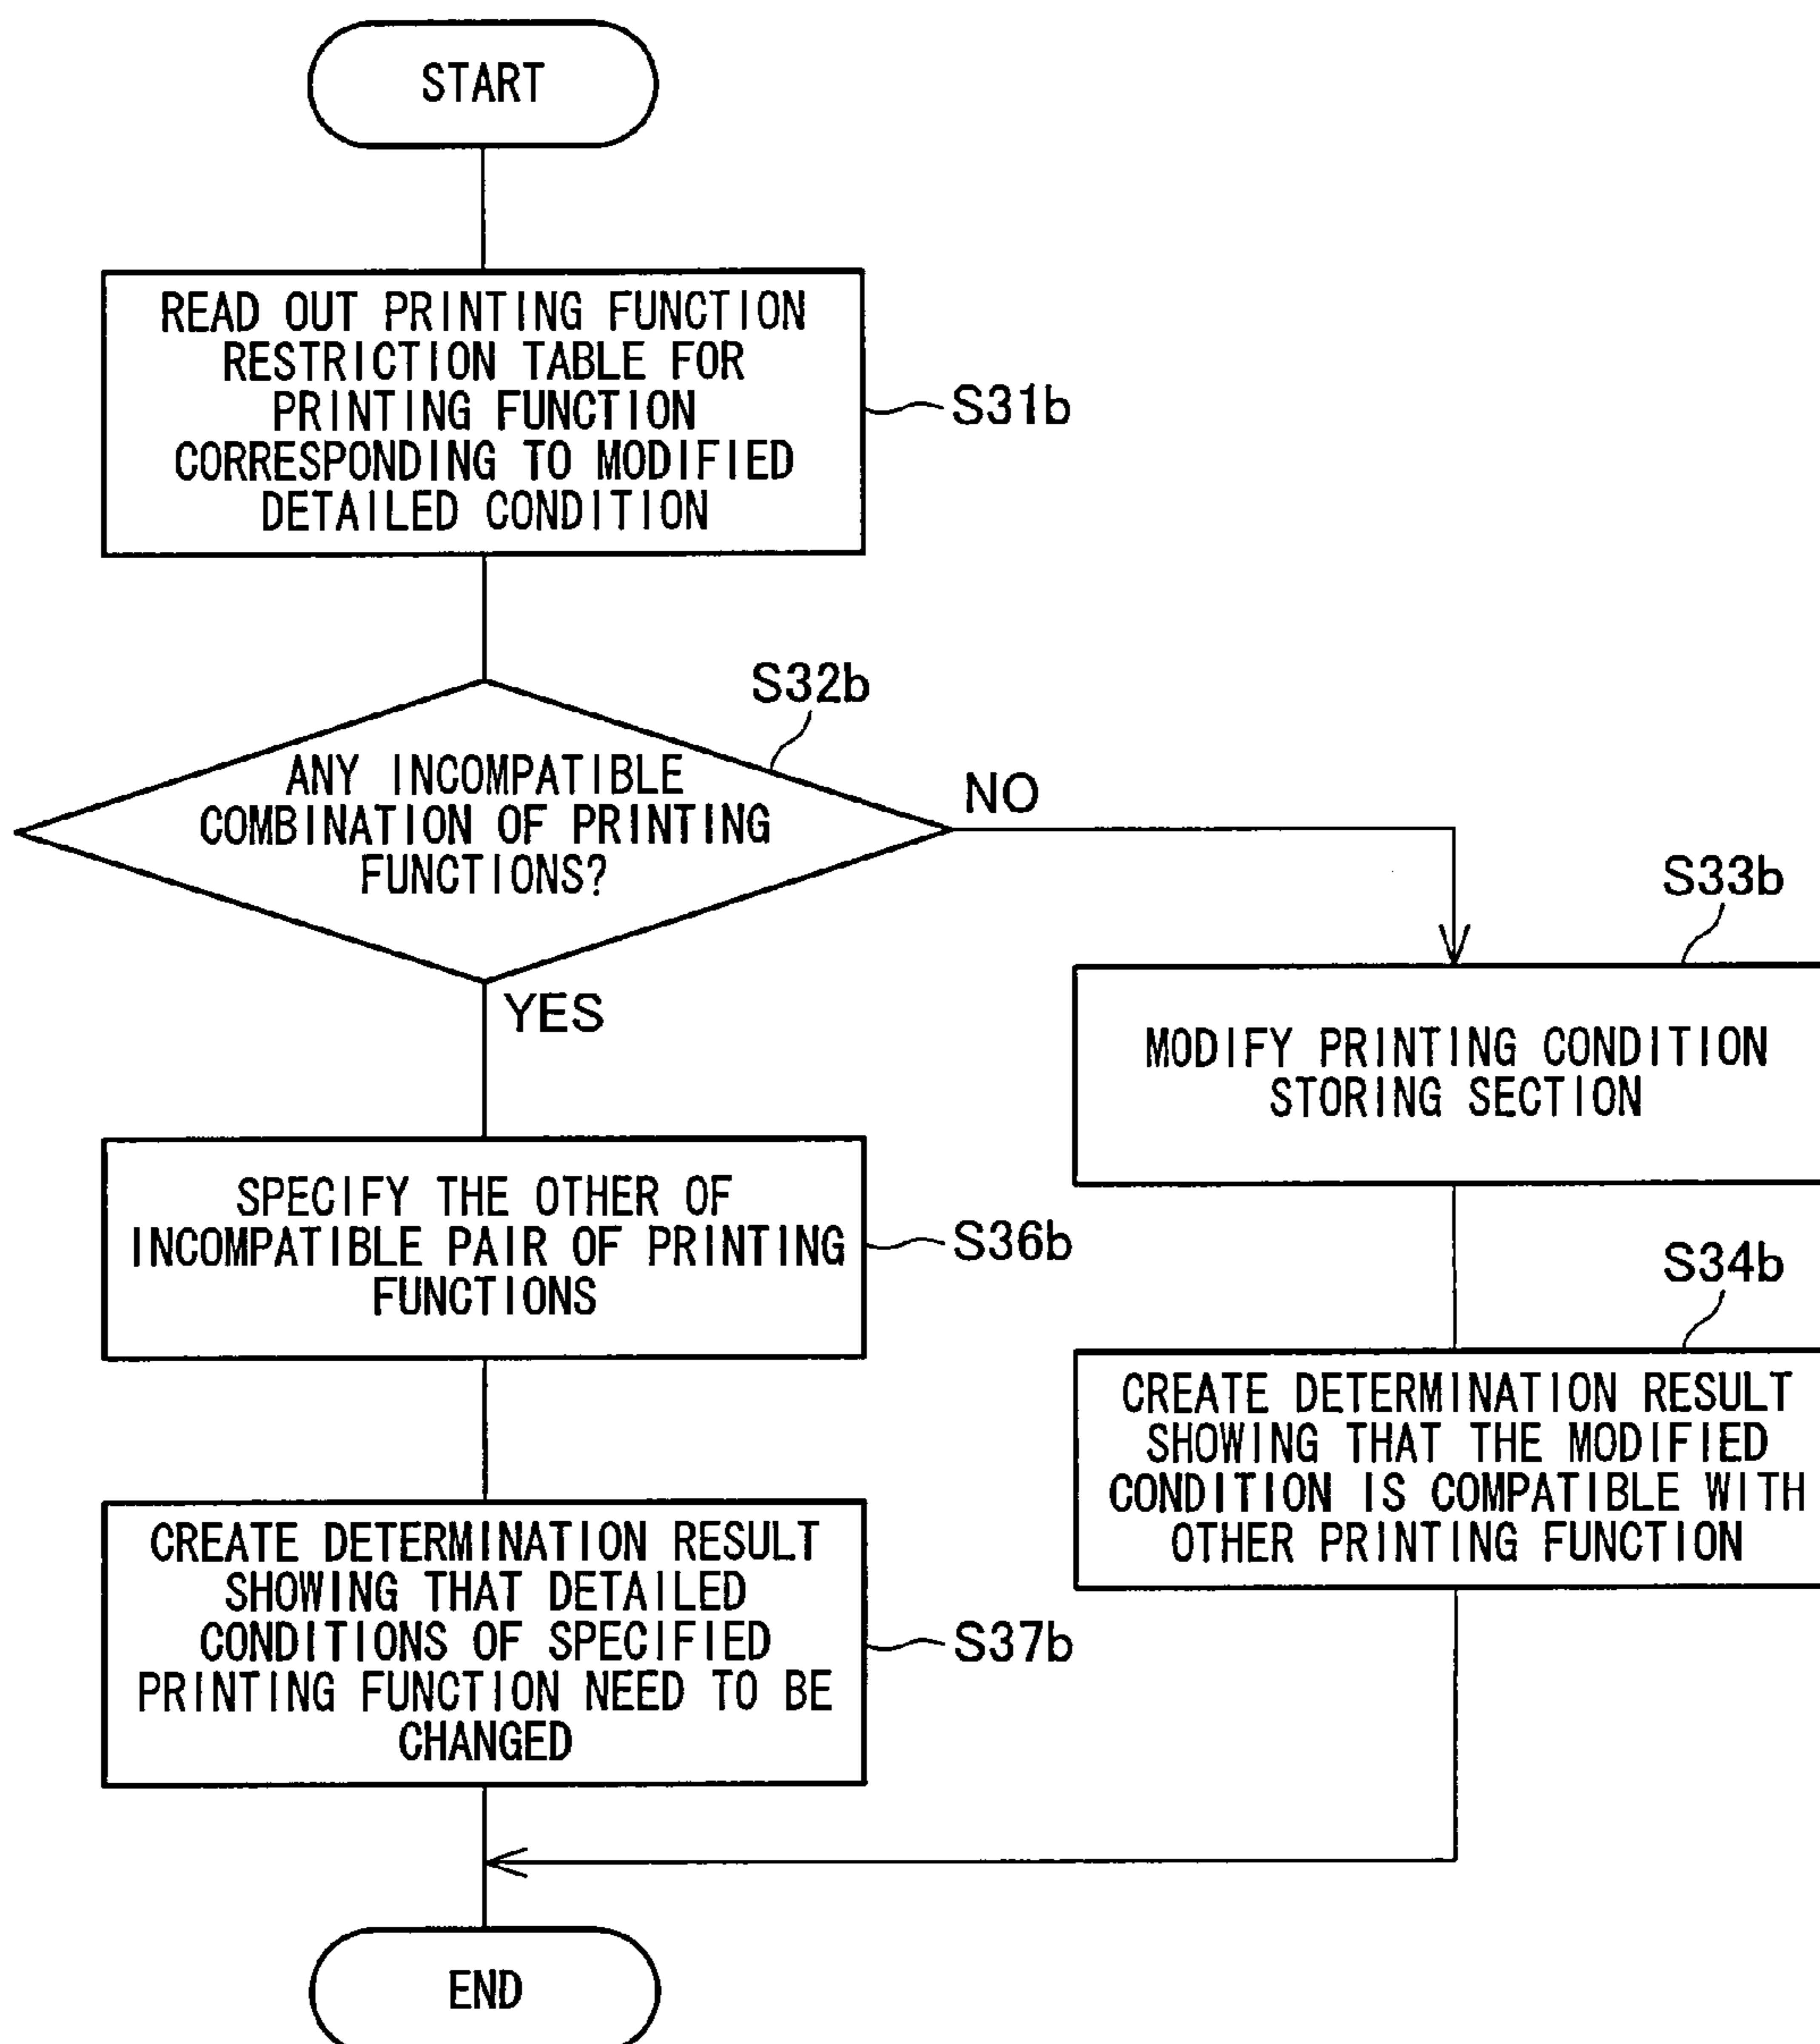 START
READ OUT PRINTING FUNCTION
RESTRICTION TABLE FOR
PRINTING FUNCTION
CORRESPONDING TO MODIFIED
DETAILED CONDITION
S31b
S32b
ANY INCOMPATIBLE
COMBINATION OF PRINTING
FUNCTIONS?
NO
YES
S33b
MODIFY PRINTING CONDITION
STORING SECTION
SPECIFY THE OTHER OF
INCOMPATIBLE PAIR OF PRINTING
FUNCTIONS
S36b
S34b
CREATE DETERMINATION RESULT
SHOWING THAT THE MODIFIED
CONDITION IS COMPATIBLE WITH
OTHER PRINTING FUNCTION
CREATE DETERMINATION RESULT
SHOWING THAT DETAILED
CONDITIONS OF SPECIFIED
PRINTING FUNCTION NEED TO BE
CHANGED
S37b
END